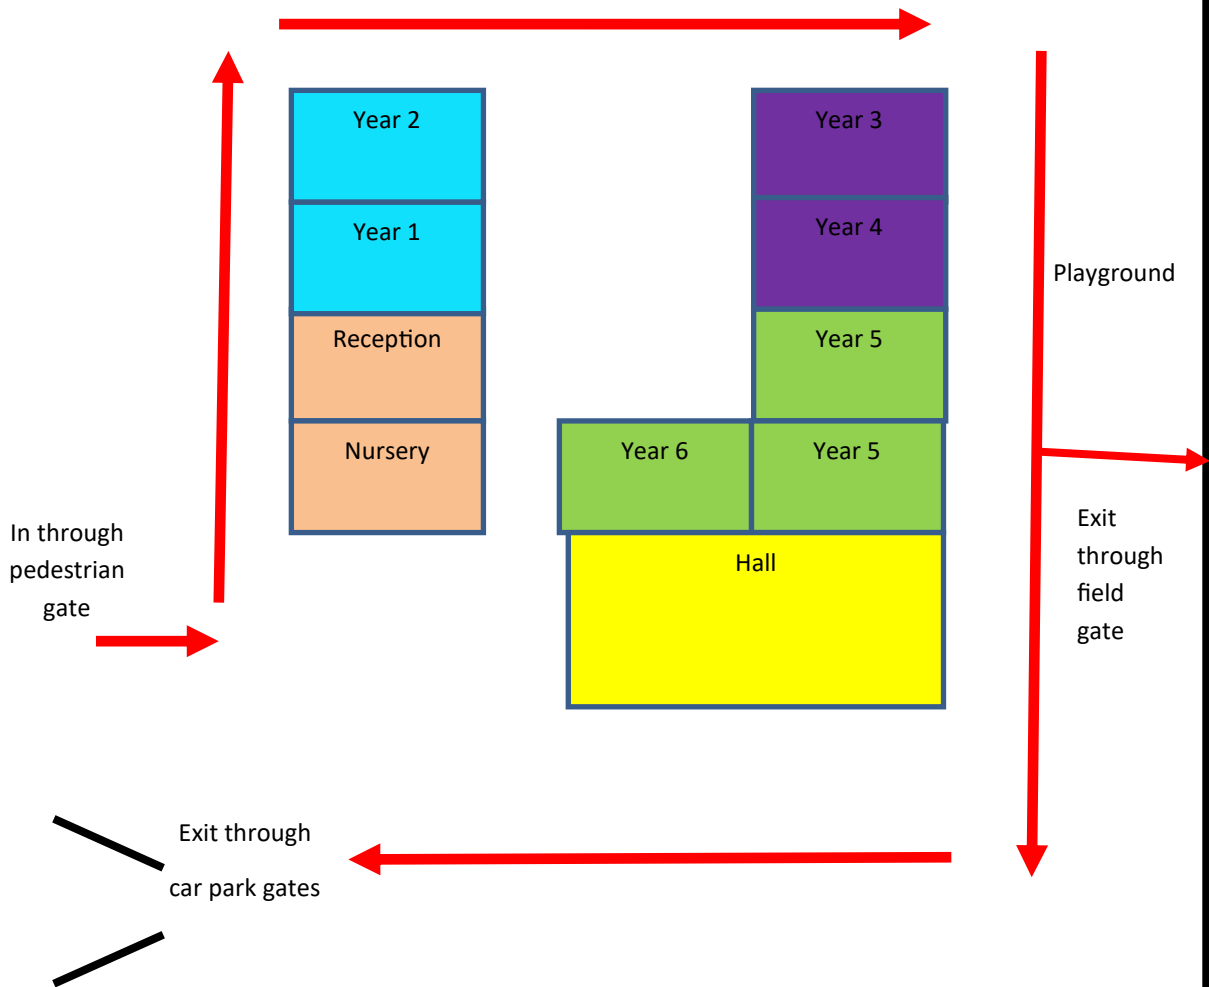 Year 2
Year 3
Year 1
Year 4
Playground
Reception
Year 5
Nursery
Year 6
Year 5
In through
pedestrian
gate
Exit
through
field
gate
Hall
Exit through
car park gates